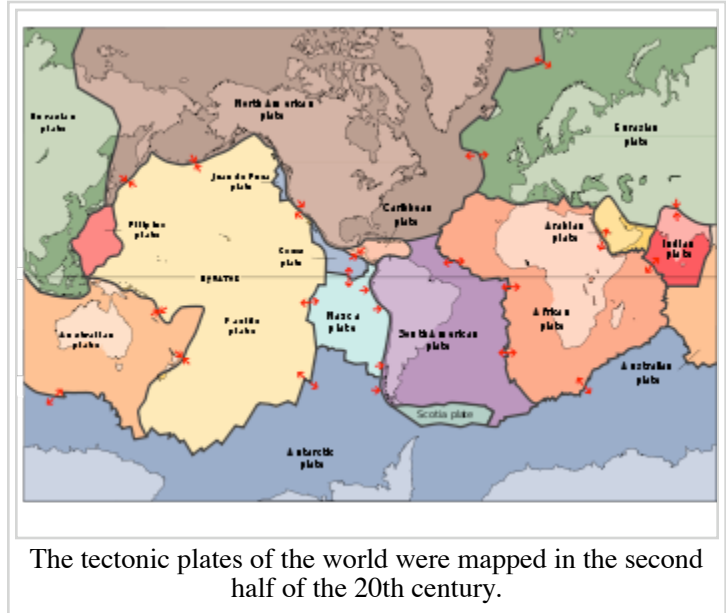 North American
plate
Eurasian
plate
Eurasian
plate
Juan de Fuca
plate
Caribbean
plate
Filipino
plate
Arabian
plate
Indian
plate
Cocos
plate
EQUATOR
Pacific
plate
Nazca
plate
South American
plate
African
plate
Australian
plate
Australian
plate
Scotia plate
Antarctic
plate
The tectonic plates of the world were mapped in the second
half of the 20th century.